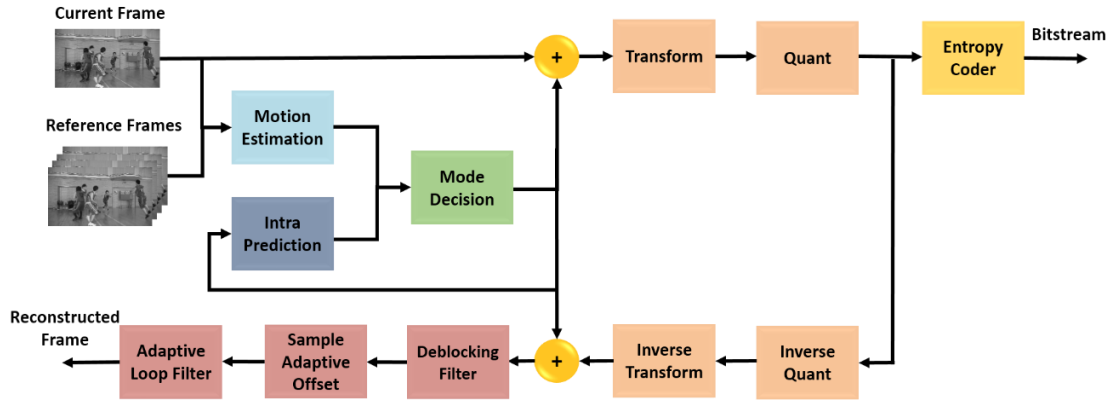 Current Frame
+
Transform
Quant
Entropy
Coder
Bitstream
Reference Frames
Motion
Estimation
Mode
Decision
Intra
Prediction
Reconstructed
Frame
Adaptive
Loop Filter
Sample
Adaptive
Offset
Deblocking
Filter
+
Inverse
Transform
Inverse
Quant